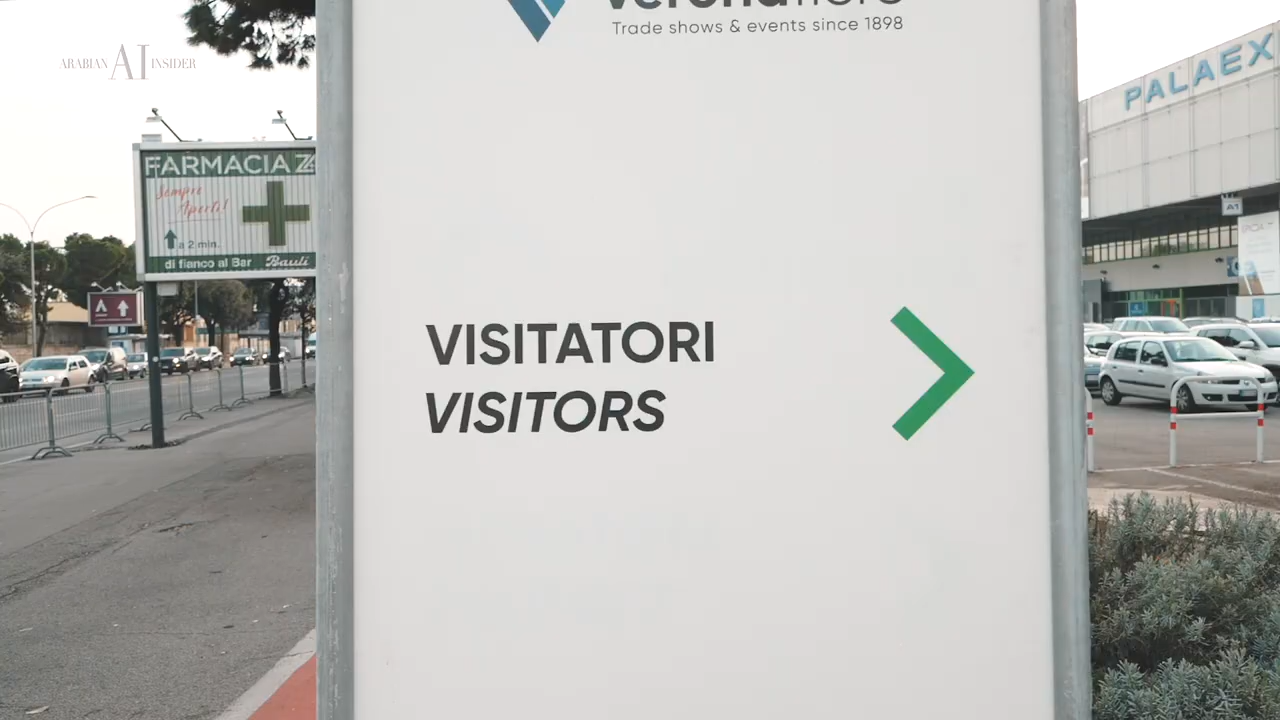 veronafiere
Trade shows & events since 1898
ARABIAN AI INSIDER
PALAEX
FARMACIA
Sempre
Aperti!
a 2 min.
di fianco al Bar Bauli
A1
VISITATORI
VISITORS